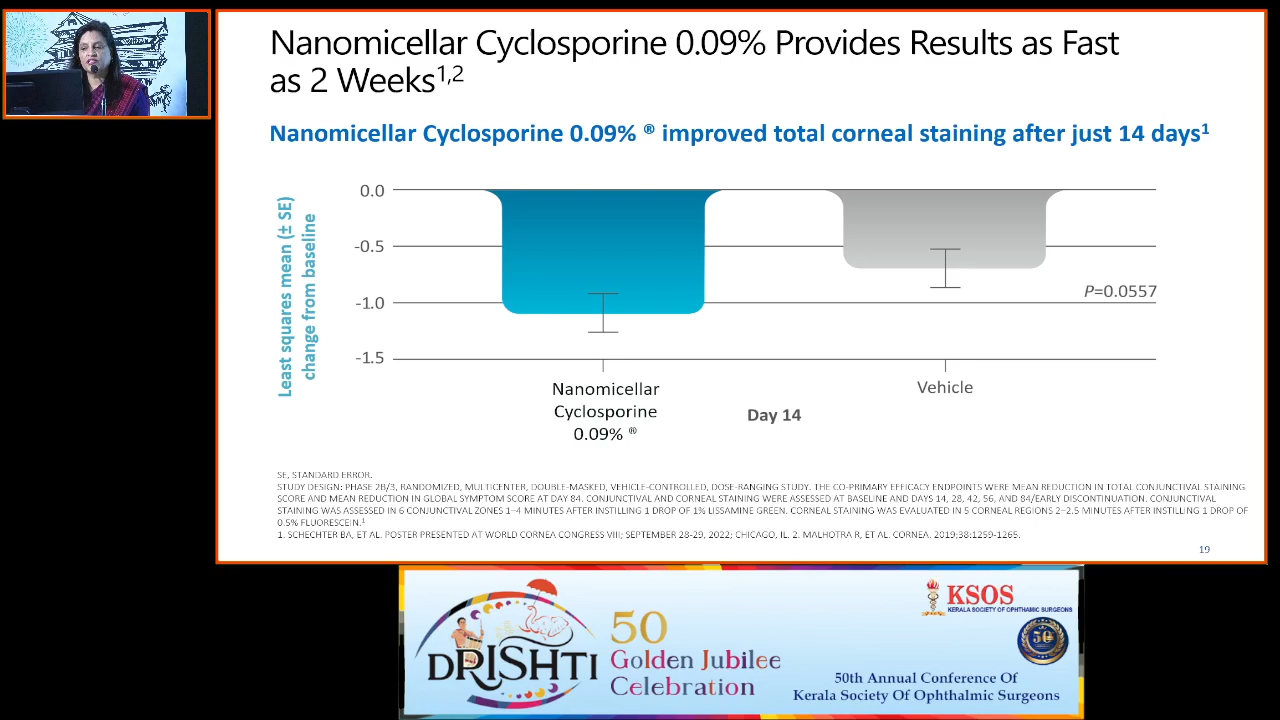 Nanomicellar Cyclosporine 0.09% Provides Results as Fast
as 2 Weeks1,2
Nanomicellar Cyclosporine 0.09% ® improved total corneal staining after just 14 days1
Least squares mean (± SE)
change from baseline
0.0
-0.5
-1.0
-1.5
P=0.0557
Nanomicellar
Cyclosporine
0.09% ®
Vehicle
Day 14
SE, STANDARD ERROR.
STUDY DESIGN: PHASE 2B/3, RANDOMIZED, MULTICENTER, DOUBLE-MASKED, VEHICLE-CONTROLLED, DOSE-RANGING STUDY. THE CO-PRIMARY EFFICACY ENDPOINTS WERE MEAN REDUCTION IN TOTAL CONJUNCTIVAL STAINING
SCORE AND MEAN REDUCTION IN GLOBAL SYMPTOM SCORE AT DAY 84. CONJUNCTIVAL AND CORNEAL STAINING WERE ASSESSED AT BASELINE AND DAYS 14, 28, 42, 56, AND 84/EARLY DISCONTINUATION. CONJUNCTIVAL
STAINING WAS ASSESSED IN 6 CONJUNCTIVAL ZONES 1–4 MINUTES AFTER INSTILLING 1 DROP OF 1% LISSAMINE GREEN. CORNEAL STAINING WAS EVALUATED IN 5 CORNEAL REGIONS 2–2.5 MINUTES AFTER INSTILLING 1 DROP OF
0.5% FLUORESCEIN.1
1. SCHECHTER BA, ET AL. POSTER PRESENTED AT WORLD CORNEA CONGRESS VIII; SEPTEMBER 28-29, 2022; CHICAGO, IL. 2. MALHOTRA R, ET AL. CORNEA. 2019;38:1259-1265.
19
DRISHTI
50
Golden Jubilee
Celebration
KSOS
KERALA SOCIETY OF OPHTHALMIC SURGEONS
50
50th Annual Conference Of
Kerala Society Of Ophthalmic Surgeons